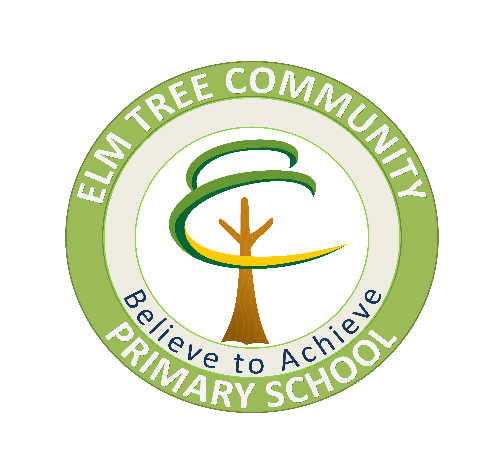 ELM TREE COMMUNITY
Believe to Achieve
PRIMARY SCHOOL